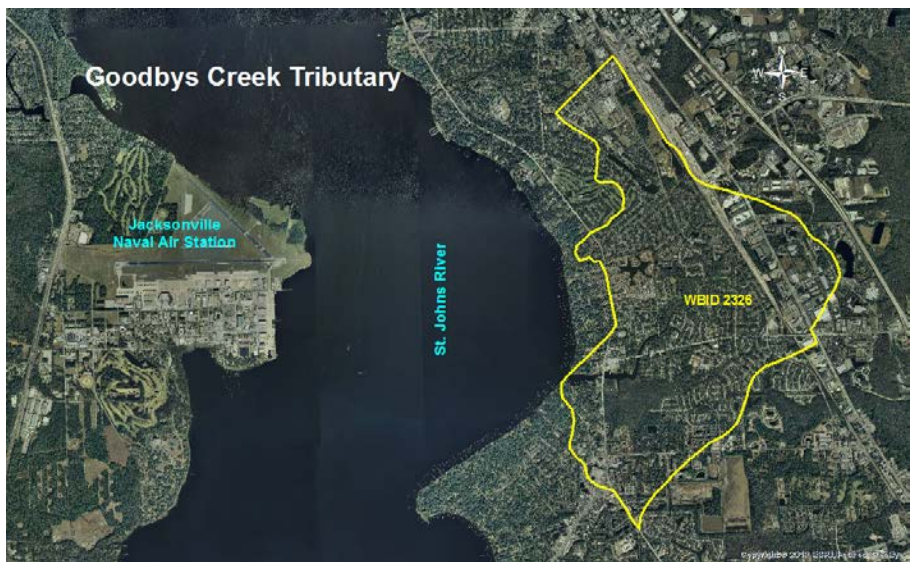 Goodbys Creek Tributary
N
W E
S
Jacksonville
Naval Air Station
St. Johns River
WBID 2326